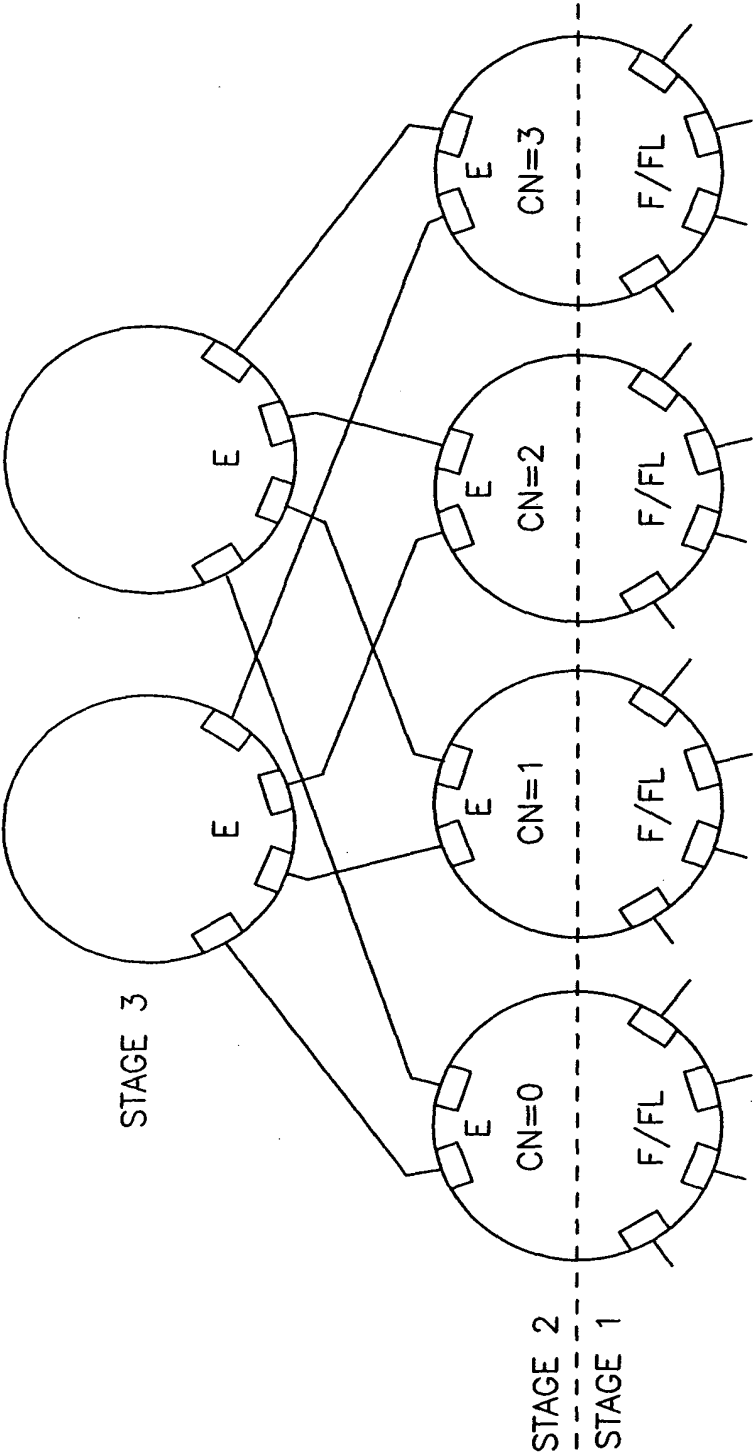 STAGE 3
E
E
E
E
E
E
CN=0
CN=1
CN=2
CN=3
STAGE 2
STAGE 1
F/FL
F/FL
F/FL
F/FL